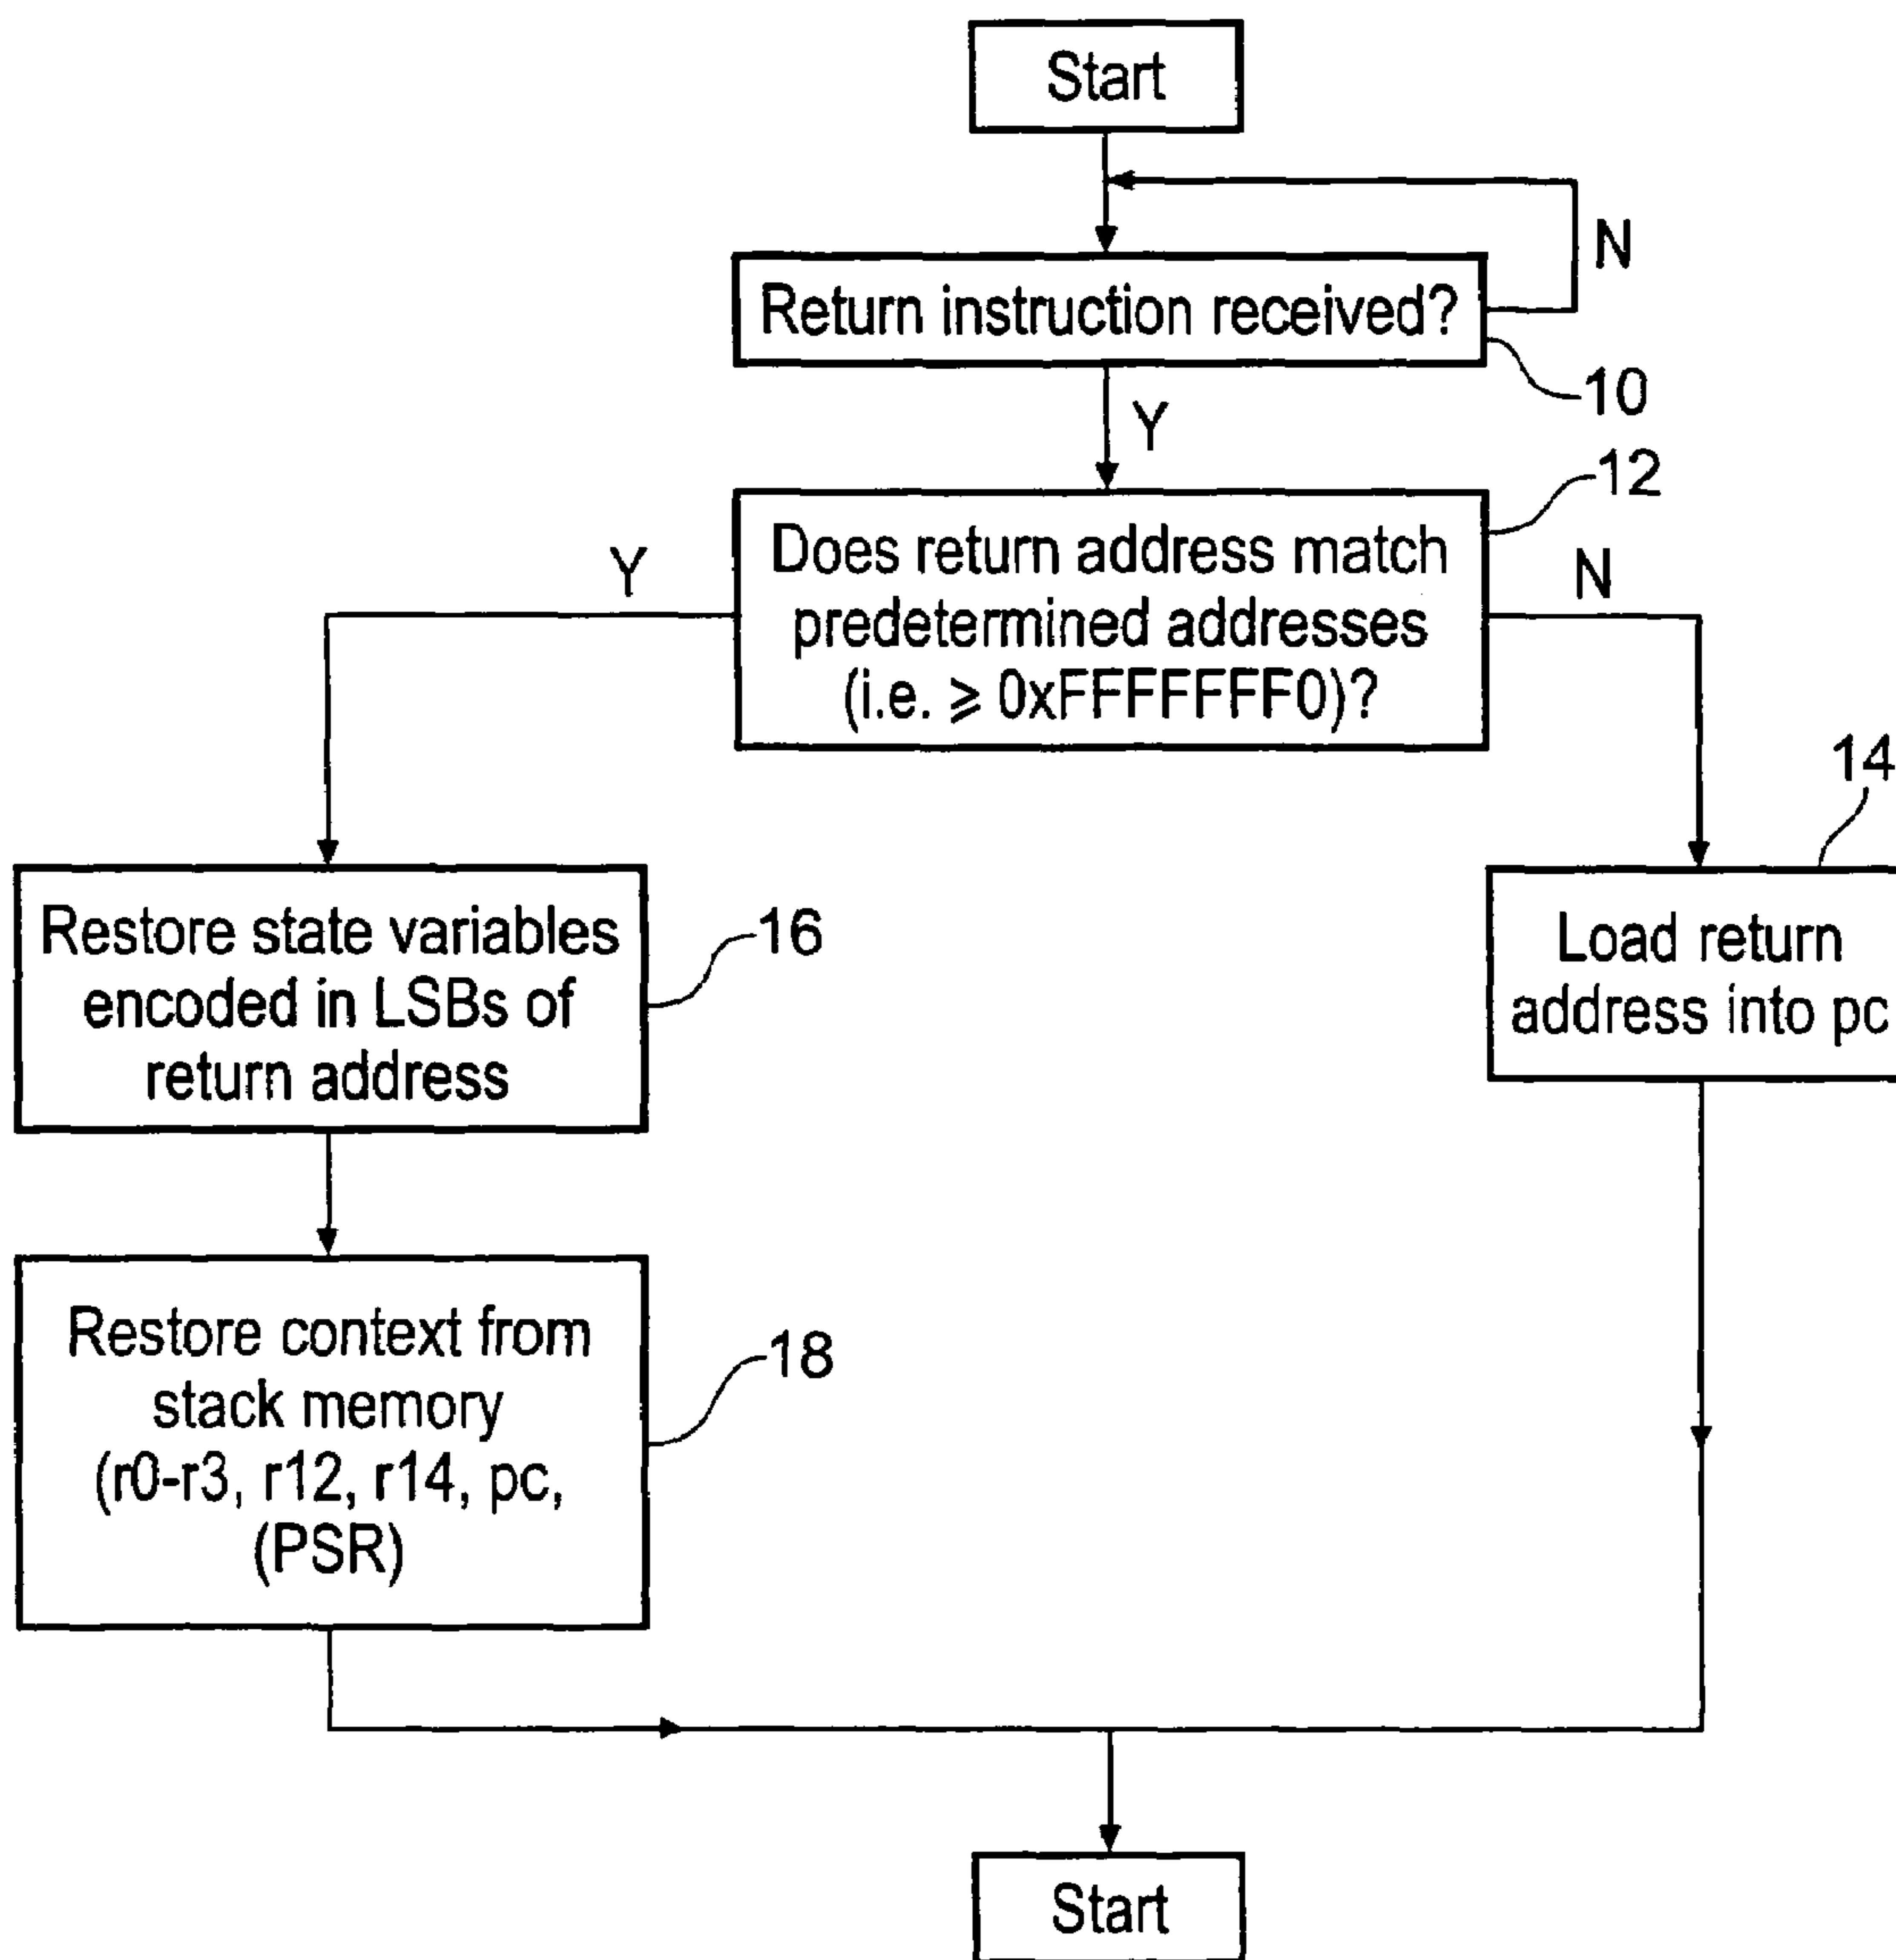 Start
N
Return instruction received?
10
Y
12
Does return address match
predetermined addresses
(i.e. ⩾ 0xFFFFFFF0)?
Y
N
14
Restore state variables
encoded in LSBs of
return address
16
Load return
address into pc
Restore context from
stack memory
(r0-r3, r12, r14, pc,
(PSR)
18
Start